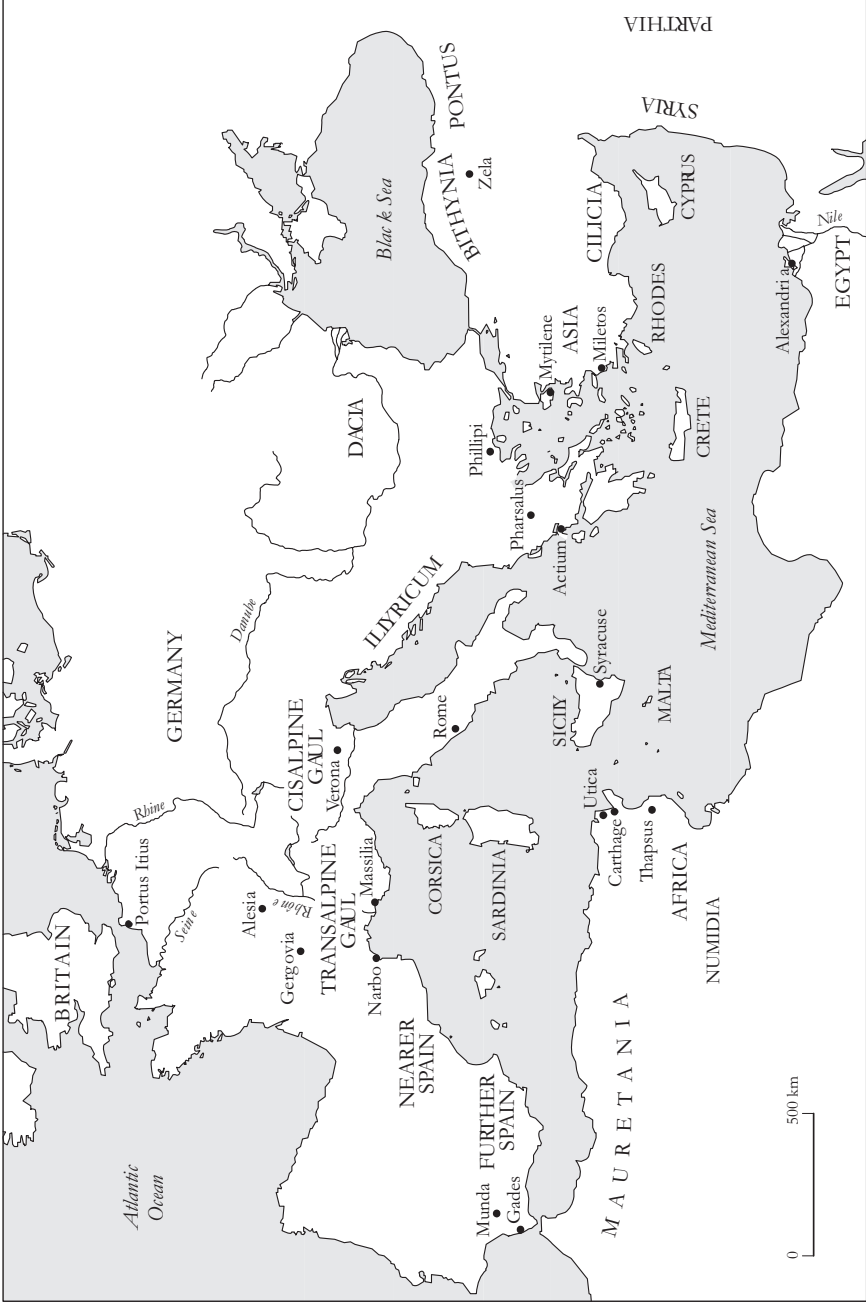 Atlantic
Ocean
BRITAIN
Portus Itius
Rhine
GERMANY
Seine
Alesia
Danube
Rhône
Gergovia
TRANSALPINE
GAUL
CISALPINE
GAUL
Verona
DACIA
Black Sea
Narbo
Massilia
ILIYRICUM
NEARER
SPAIN
CORSICA
Rome
BITHYNIA
PONTUS
Zela
Munda
Gades
FURTHER
SPAIN
SARDINIA
Phillipi
Pharsalus
Actium
Mytilene
ASIA
Miletos
CILICIA
SICIIY
Syracuse
Utica
Carthage
Thapsus
MALTA
MAURETANIA
AFRICA
NUMIDIA
RHODES
CYPRUS
SYRIA
PARTHIA
CRETE
Mediterranean Sea
Alexandria
Nile
EGYPT
0 500 km